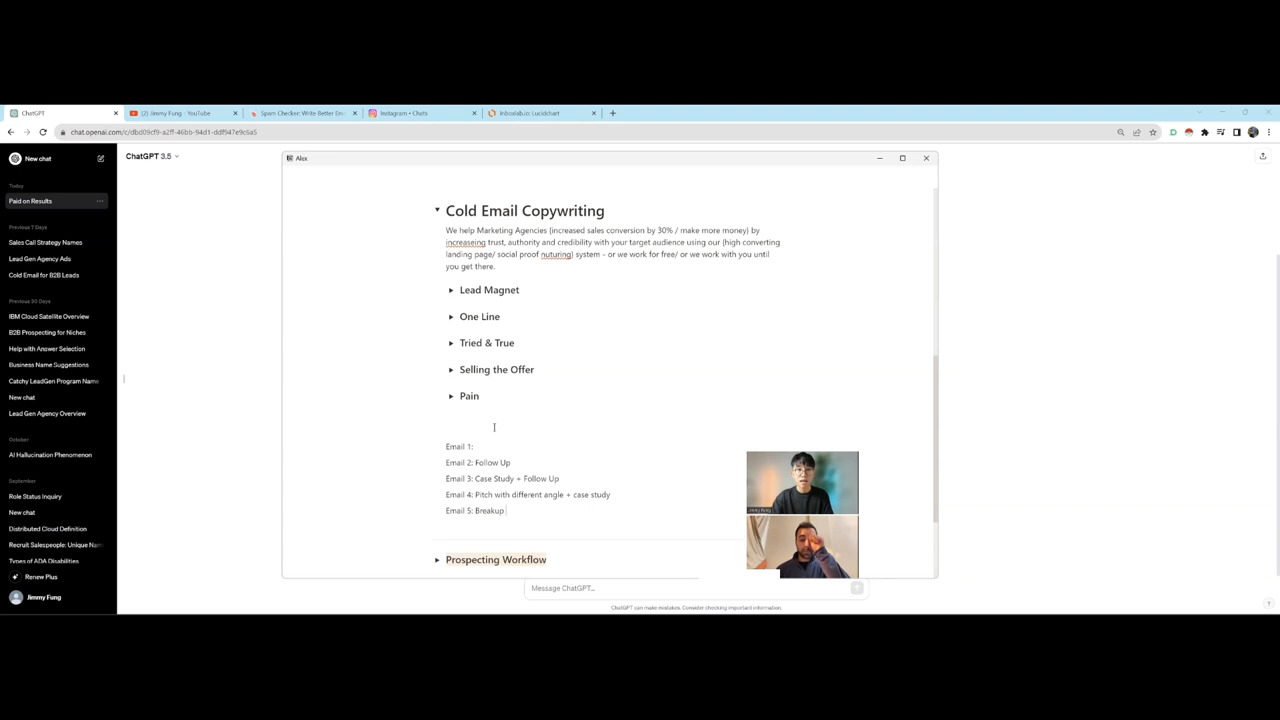 ChatGPT
(2) Jimmy Fung - YouTube
Spam Checker: Write Better Em
Instagram • Chats
Inboxlab.io: Lucidchart
chat.openai.com/c/dbd09cf9-a2ff-46bb-94d1-ddf947e9c6a5
New chat
ChatGPT 3.5
Alex
Today
Paid on Results
Previous 7 Days
Sales Call Strategy Names
Lead Gen Agency Ads
Cold Email for B2B Leads
Previous 30 Days
IBM Cloud Satellite Overview
B2B Prospecting for Niches
Help with Answer Selection
Business Name Suggestions
Catchy LeadGen Program Name
New chat
Lead Gen Agency Overview
October
AI Hallucination Phenomenon
September
Role Status Inquiry
New chat
Distributed Cloud Definition
Recruit Salespeople: Unique Nam
Types of ADA Disabilities
Renew Plus
Jimmy Fung
Cold Email Copywriting
We help Marketing Agencies (increased sales conversion by 30% / make more money) by
increaseing trust, authority and credibility with your target audience using our (high converting
landing page/ social proof nuturing) system - or we work for free/ or we work with you until
you get there.
Lead Magnet
One Line
Tried & True
Selling the Offer
Pain
Email 1:
Email 2: Follow Up
Email 3: Case Study + Follow Up
Email 4: Pitch with different angle + case study
Email 5: Breakup
Prospecting Workflow
Jimmy Fung
Message ChatGPT...
ChatGPT can make mistakes. Consider checking important information.
?